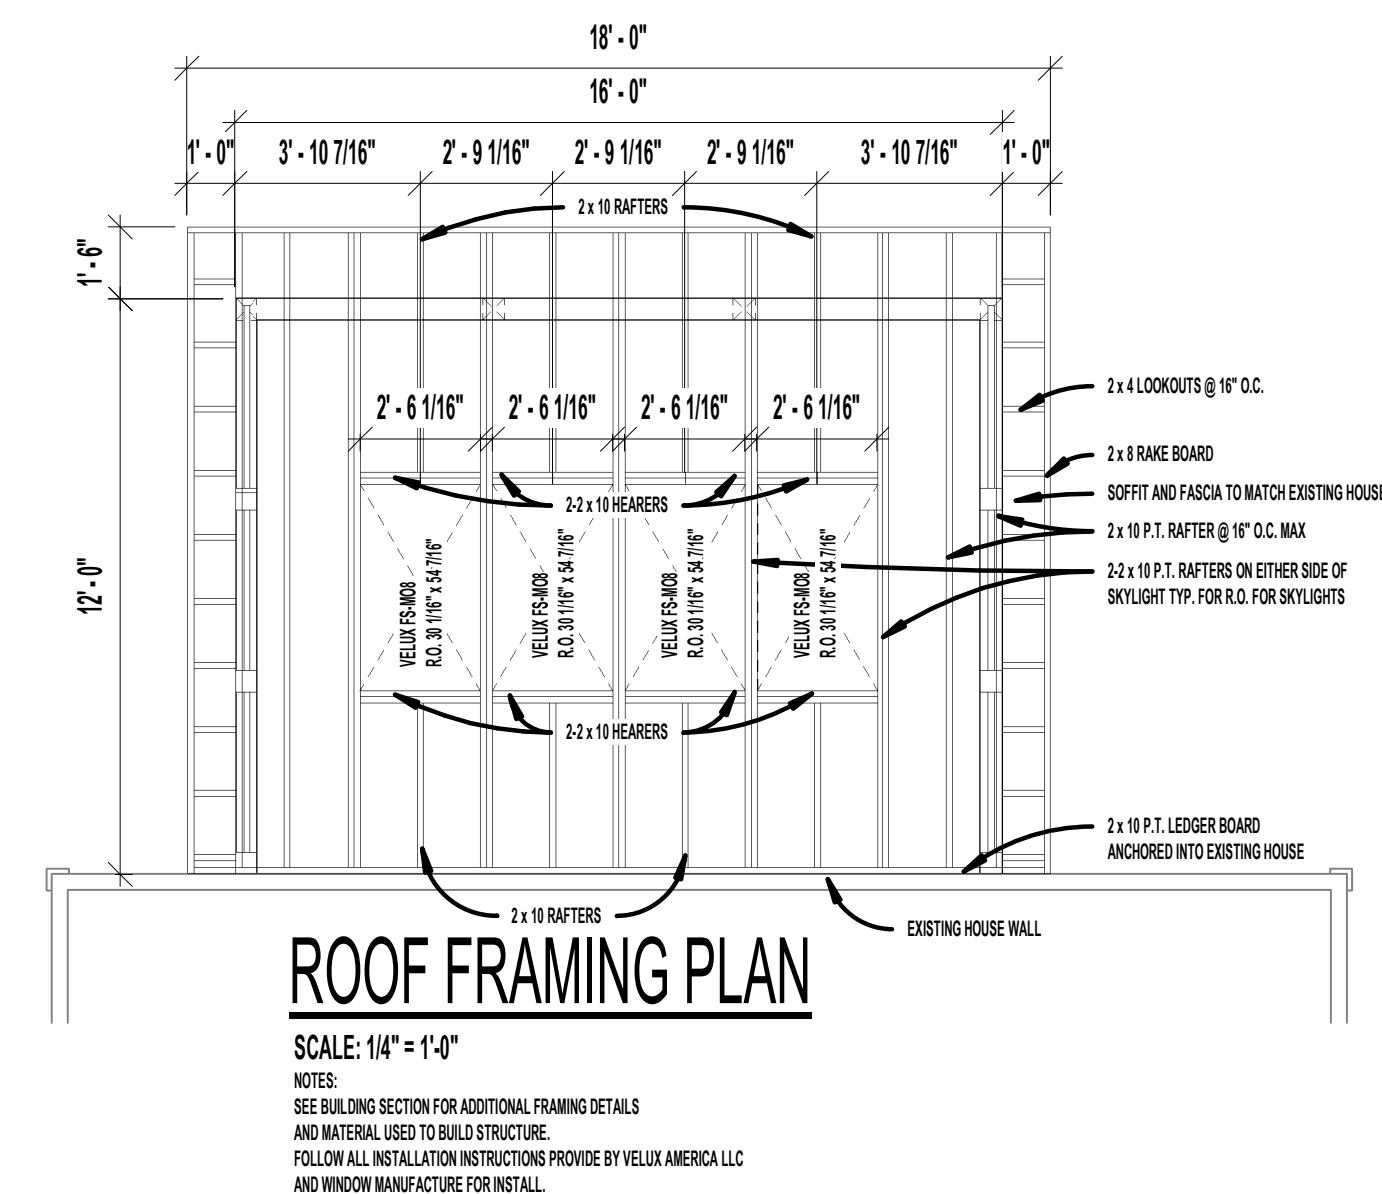 18' - 0"
16' - 0"
1' - 0" 3' - 10 7/16" 2' - 9 1/16" 2' - 9 1/16" 2' - 9 1/16" 3' - 10 7/16" 1' - 0"
2 x 10 RAFTERS
1' - 6"
2' - 6 1/16" 2' - 6 1/16" 2' - 6 1/16" 2' - 6 1/16"
2 x 4 LOOKOUTS @ 16" O.C.
2 x 8 RAKE BOARD
SOFFIT AND FASCIA TO MATCH EXISTING HOUSE
2-2 x 10 HEARERS
2 x 10 P.T. RAFTER @ 16" O.C. MAX
2-2 x 10 P.T. RAFTERS ON EITHER SIDE OF
SKYLIGHT TYP. FOR R.O. FOR SKYLIGHTS
12' - 0"
VELUX FS-MO8
R.O. 30 1/16" x 54 7/16"
VELUX FS-MO8
R.O. 30 1/16" x 54 7/16"
VELUX FS-MO8
R.O. 30 1/16" x 54 7/16"
VELUX FS-MO8
R.O. 30 1/16" x 54 7/16"
2-2 x 10 HEARERS
2 x 10 P.T. LEDGER BOARD
ANCHORED INTO EXISTING HOUSE
2 x 10 RAFTERS
EXISTING HOUSE WALL
ROOF FRAMING PLAN
SCALE: 1/4" = 1'-0"
NOTES:
SEE BUILDING SECTION FOR ADDITIONAL FRAMING DETAILS
AND MATERIAL USED TO BUILD STRUCTURE.
FOLLOW ALL INSTALLATION INSTRUCTIONS PROVIDE BY VELUX AMERICA LLC
AND WINDOW MANUFACTURE FOR INSTALL.